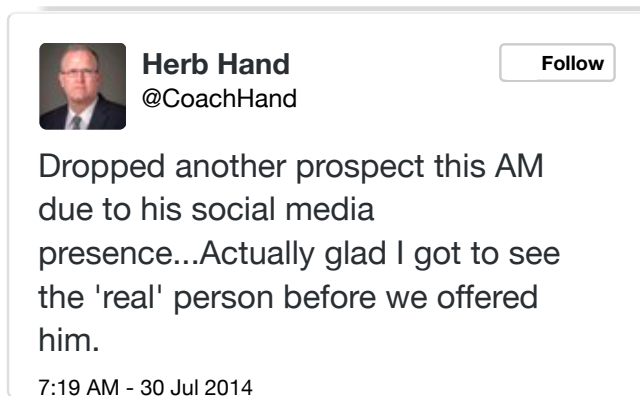 Herb Hand
Follow
@CoachHand
Dropped another prospect this AM
due to his social media
presence...Actually glad I got to see
the 'real' person before we offered
him.
7:19 AM - 30 Jul 2014